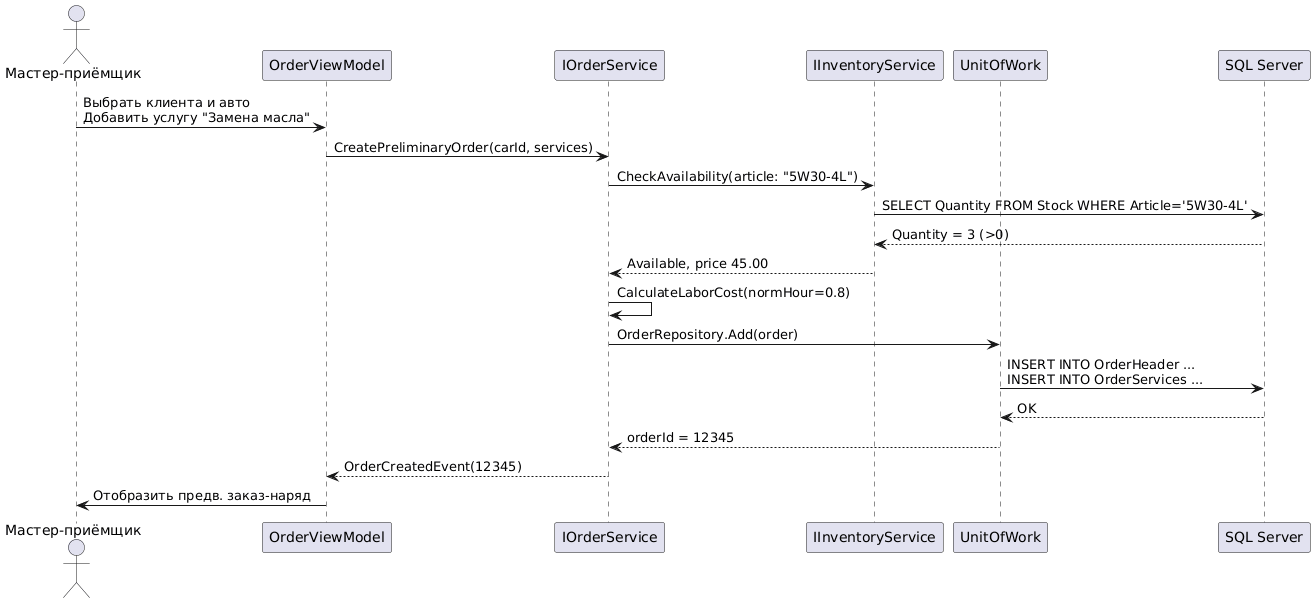 Мастер-приёмщик
OrderViewModel
IOrderService
IInventoryService
UnitOfWork
SQL Server
Выбрать клиента и авто
Добавить услугу "Замена масла"
CreatePreliminaryOrder(carId, services)
CheckAvailability(article: "5W30-4L")
SELECT Quantity FROM Stock WHERE Article='5W30-4L'
Quantity = 3 (>0)
Available, price 45.00
CalculateLaborCost(normHour=0.8)
OrderRepository.Add(order)
INSERT INTO OrderHeader ...
INSERT INTO OrderServices ...
OK
orderId = 12345
OrderCreatedEvent(12345)
Отобразить предв. заказ-наряд
Мастер-приёмщик
OrderViewModel
IOrderService
IInventoryService
UnitOfWork
SQL Server